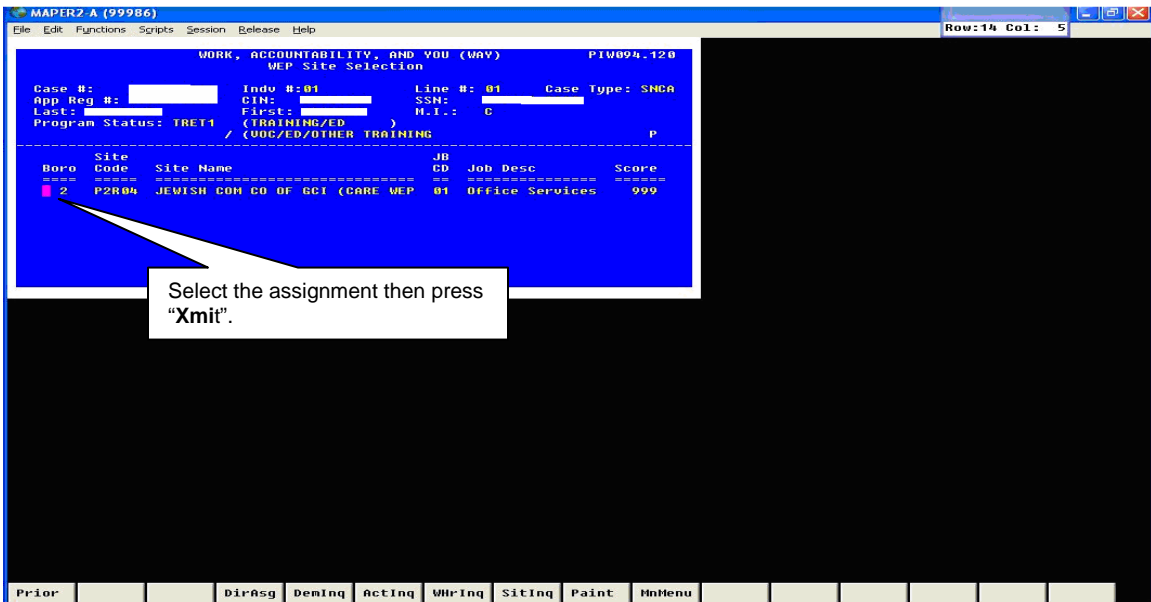 MAPER2-A (99986)
File Edit Functions Scripts Session Release Help
Row:14 Col: 5
WORK, ACCOUNTABILITY, AND YOU (WAY) PIW094.120
WEP Site Selection
Case #: Indv #:01 Line #: 01 Case Type: SNCA
App Reg #: CIN: SSN:
Last: First: M.I.: C
Program Status: TRET1 (TRAINING/ED )
/ (VOC/ED/OTHER TRAINING P
Site JB
Boro Code Site Name CD Job Desc Score
2 P2R04 JEWISH COM CO OF GCI (CARE WEP 01 Office Services 999
Select the assignment then press
“Xmit”.
Prior DirAsg DemInq ActInq WHrInq SitInq Paint MnMenu